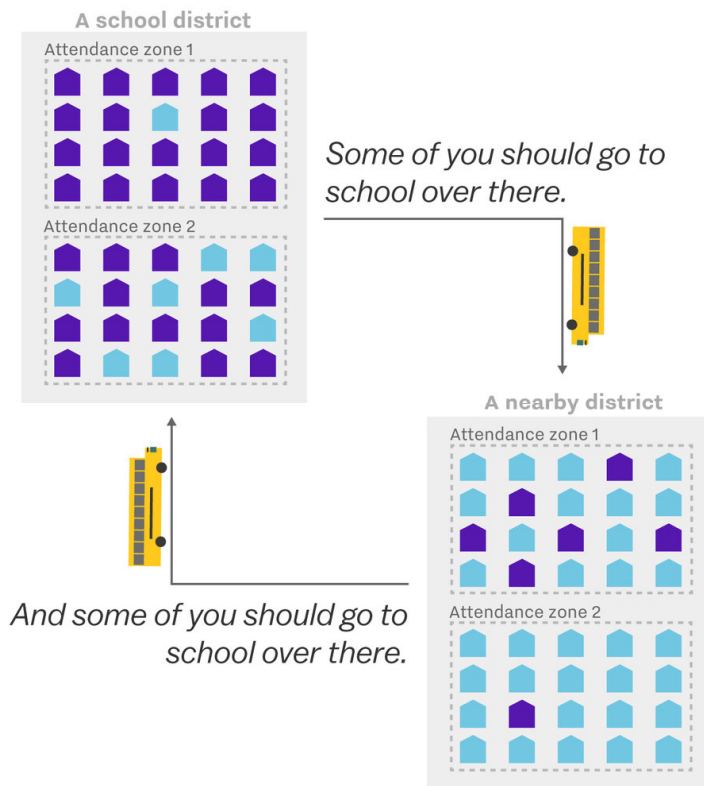 A school district
Attendance zone 1
Attendance zone 2
Some of you should go to
school over there.
A nearby district
Attendance zone 1
And some of you should go to
school over there.
Attendance zone 2